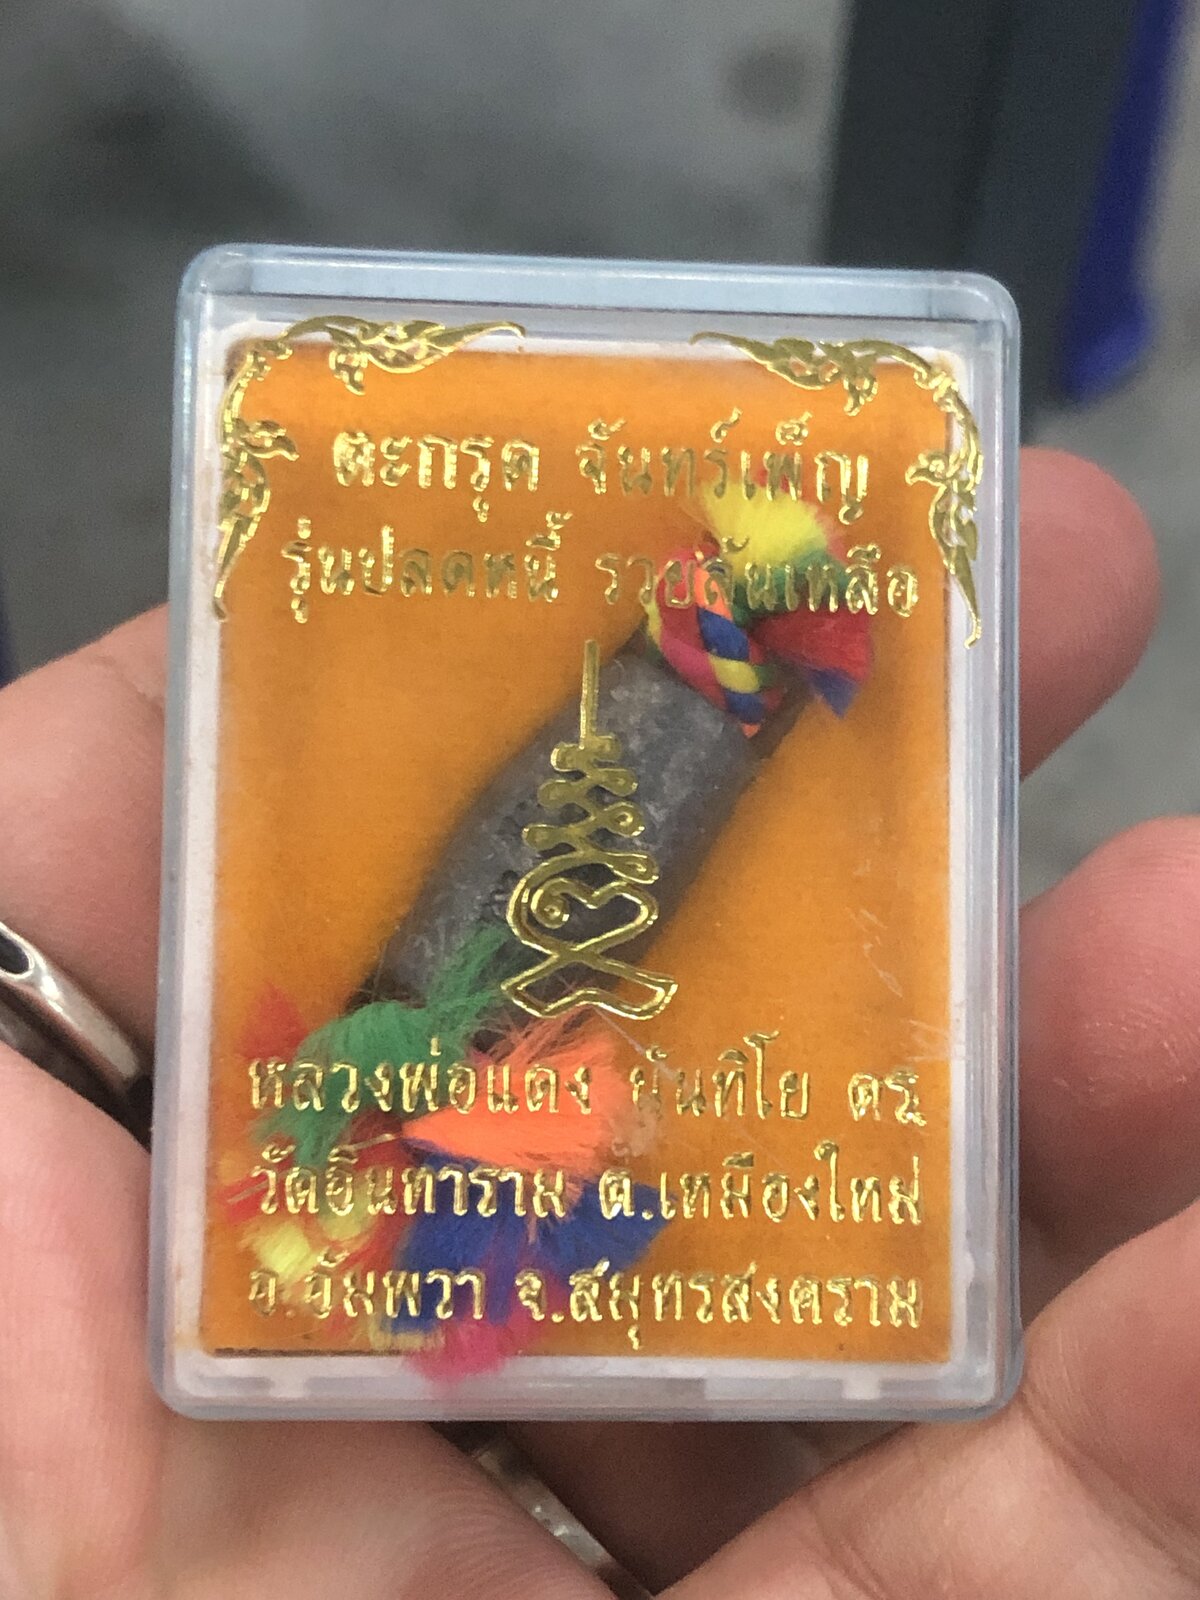 ตะกรุด จันทร์เพ็ญ
รุ่นปลดหนี้ รวยล้นเหลือ
หลวงพ่อแดง นันทิโย ตร.
วัดอินทาราม ต.เหมืองใหม่
อ.อัมพวา จ.สมุทรสงคราม